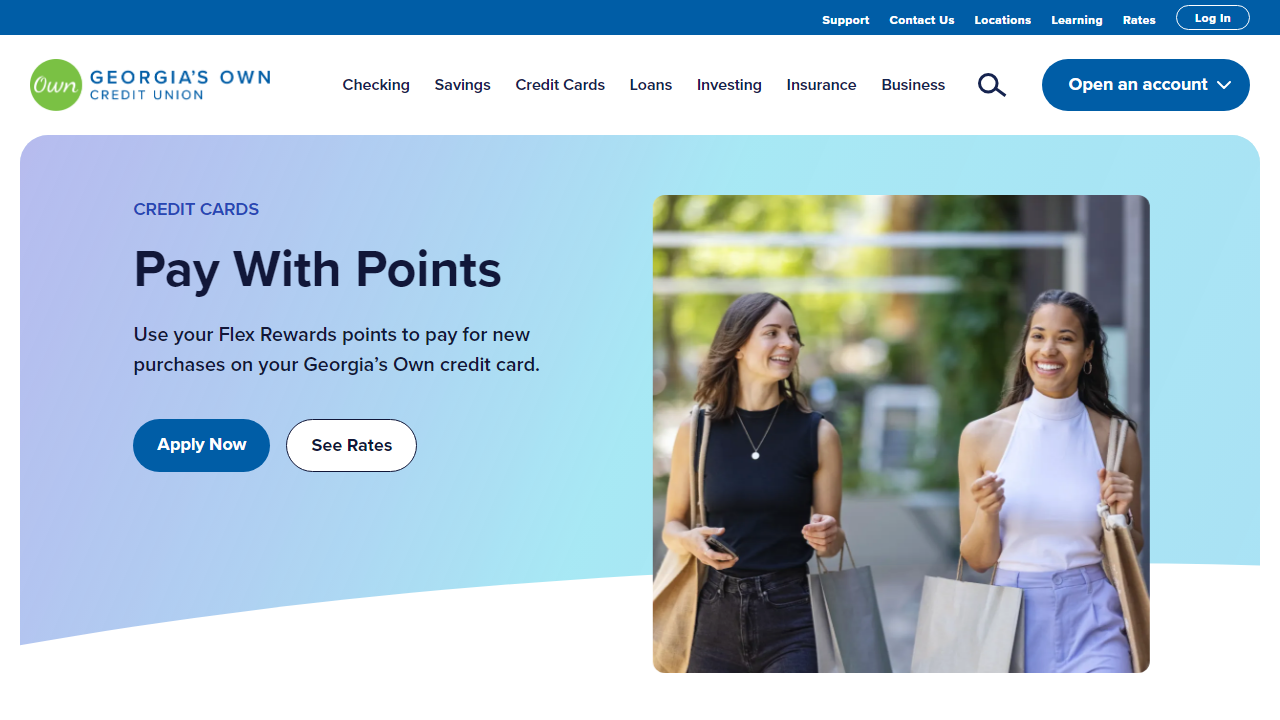 Support Contact Us Locations Learning Rates Log In
Own GEORGIA'S OWN
CREDIT UNION
Checking Savings Credit Cards Loans Investing Insurance Business Open an account
CREDIT CARDS
Pay With Points
Use your Flex Rewards points to pay for new
purchases on your Georgia’s Own credit card.
Apply Now See Rates